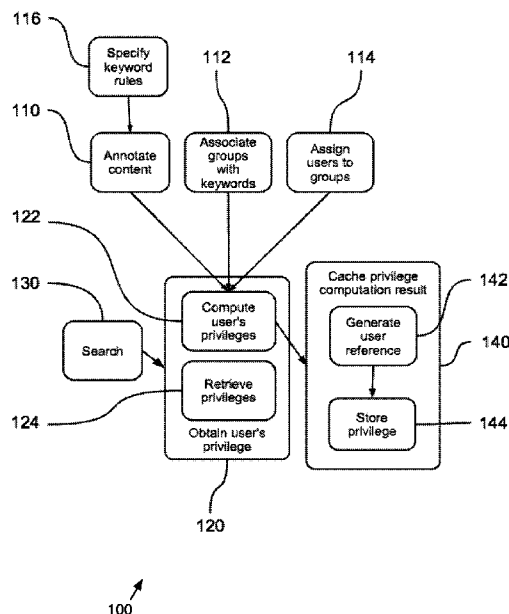 116
Specify
keyword
rules
112
114
110
Annotate
content
Associate
groups
with
keywords
Assign
users to
groups
122
130
Search
Compute
user's
privileges
Cache privilege
computation result
142
Generate
user
reference
140
124
Retrieve
privileges
Obtain user's
privilege
Store
privilege
144
120
100